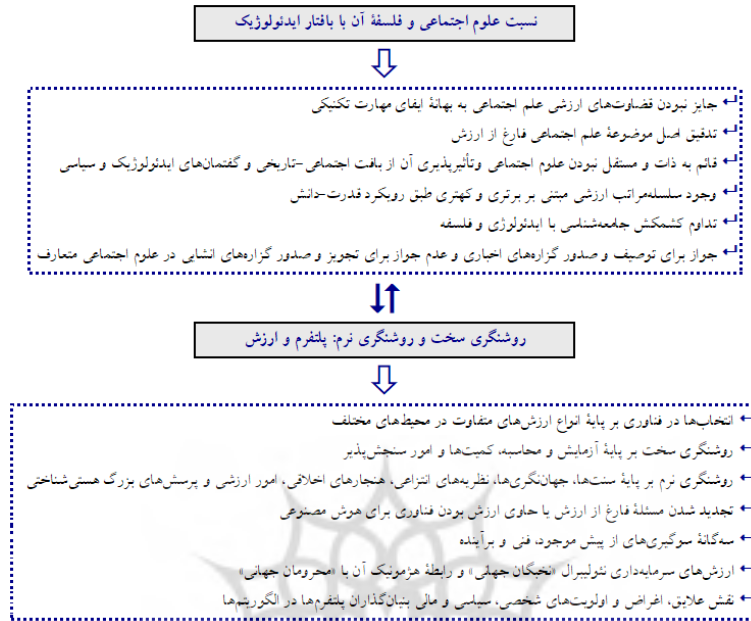 نسبت علوم اجتماعی و فلسفهٔ آن با بافتار ایدئولوژیک
جایز نبودن قضاوت‌های ارزشی علم اجتماعی به بهانهٔ ایفای مهارت تکنیکی
تدقیق اصل موضوعهٔ علم اجتماعی فارغ از ارزش
قائم به ذات و مستقل نبودن علوم اجتماعی وتأثیرپذیری آن از بافت اجتماعی-تاریخی و گفتمان‌های ایدئولوژیک و سیاسی
وجود سلسله‌مراتب ارزشی مبتنی بر برتری و کهتری طبق رویکرد قدرت-دانش
تداوم کشمکش جامعه‌شناسی با ایدئولوژی و فلسفه
جواز برای توصیف و صدور گزاره‌های اخباری و عدم جواز برای تجویز و صدور گزاره‌های انشایی در علوم اجتماعی متعارف
روشنگری سخت و روشنگری نرم: پلتفرم و ارزش
انتخاب‌ها در فناوری بر پایهٔ انواع ارزش‌های متفاوت در محیط‌های مختلف
روشنگری سخت بر پایهٔ آزمایش و محاسبه، کمیت‌ها و امور سنجش‌پذیر
روشنگری نرم بر پایهٔ سنت‌ها، جهان‌نگری‌ها، نظریه‌های انتزاعی، هنجارهای اخلاقی، امور ارزشی و پرسش‌های بزرگ هستی‌شناختی
تجدید شدن مسئلهٔ فارغ از ارزش یا حاوی ارزش بودن فناوری برای هوش مصنوعی
سه‌گانهٔ سوگیری‌های از پیش موجود، فنی و برآینده
ارزش‌های سرمایه‌داری نئولیبرال «نخبگان جهانی» و رابطهٔ هژمونیک آن با «محرومان جهانی»
نقش علایق، اغراض و اولویت‌های شخصی، سیاسی و مالی بنیان‌گذاران پلتفرم‌ها در الگوریتم‌ها